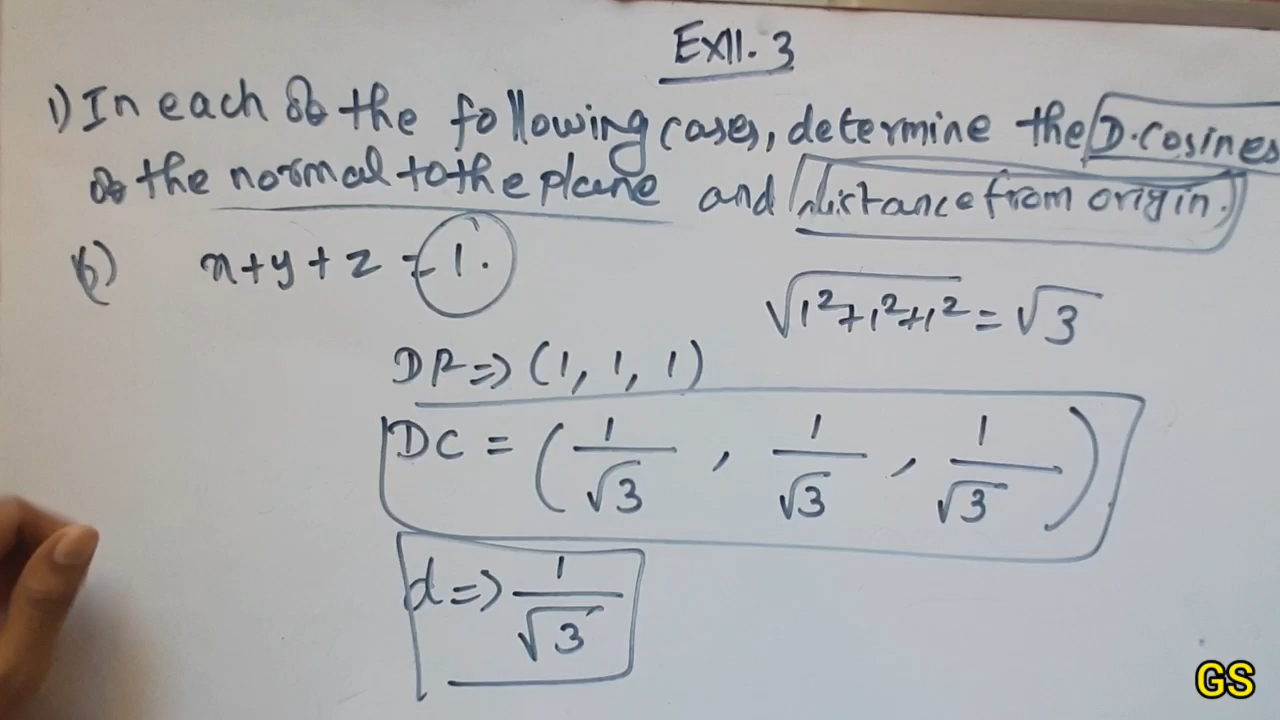 Ex11.3
1) In each of the following cases, determine the D.cosines
of the normal to the plane and distance from origin.
b) x+y+z = 1.
√1²+1²+1² = √3
DR => (1, 1, 1)
DC = (1/√3, 1/√3, 1/√3)
d => 1/√3
GS